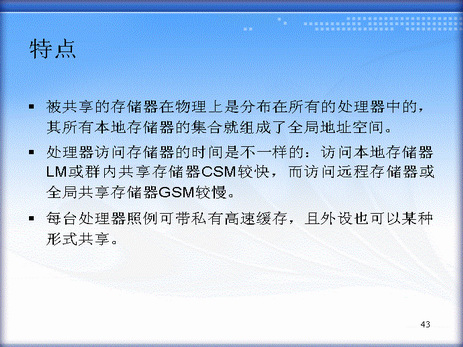 特点
▪ 被共享的存储器在物理上是分布在所有的处理器中的，
其所有本地存储器的集合就组成了全局地址空间。
▪ 处理器访问存储器的时间是不一样的：访问本地存储器
LM或群内共享存储器CSM较快，而访问远程存储器或
全局共享存储器GSM较慢。
▪ 每台处理器照例可带私有高速缓存，且外设也可以某种
形式共享。
43